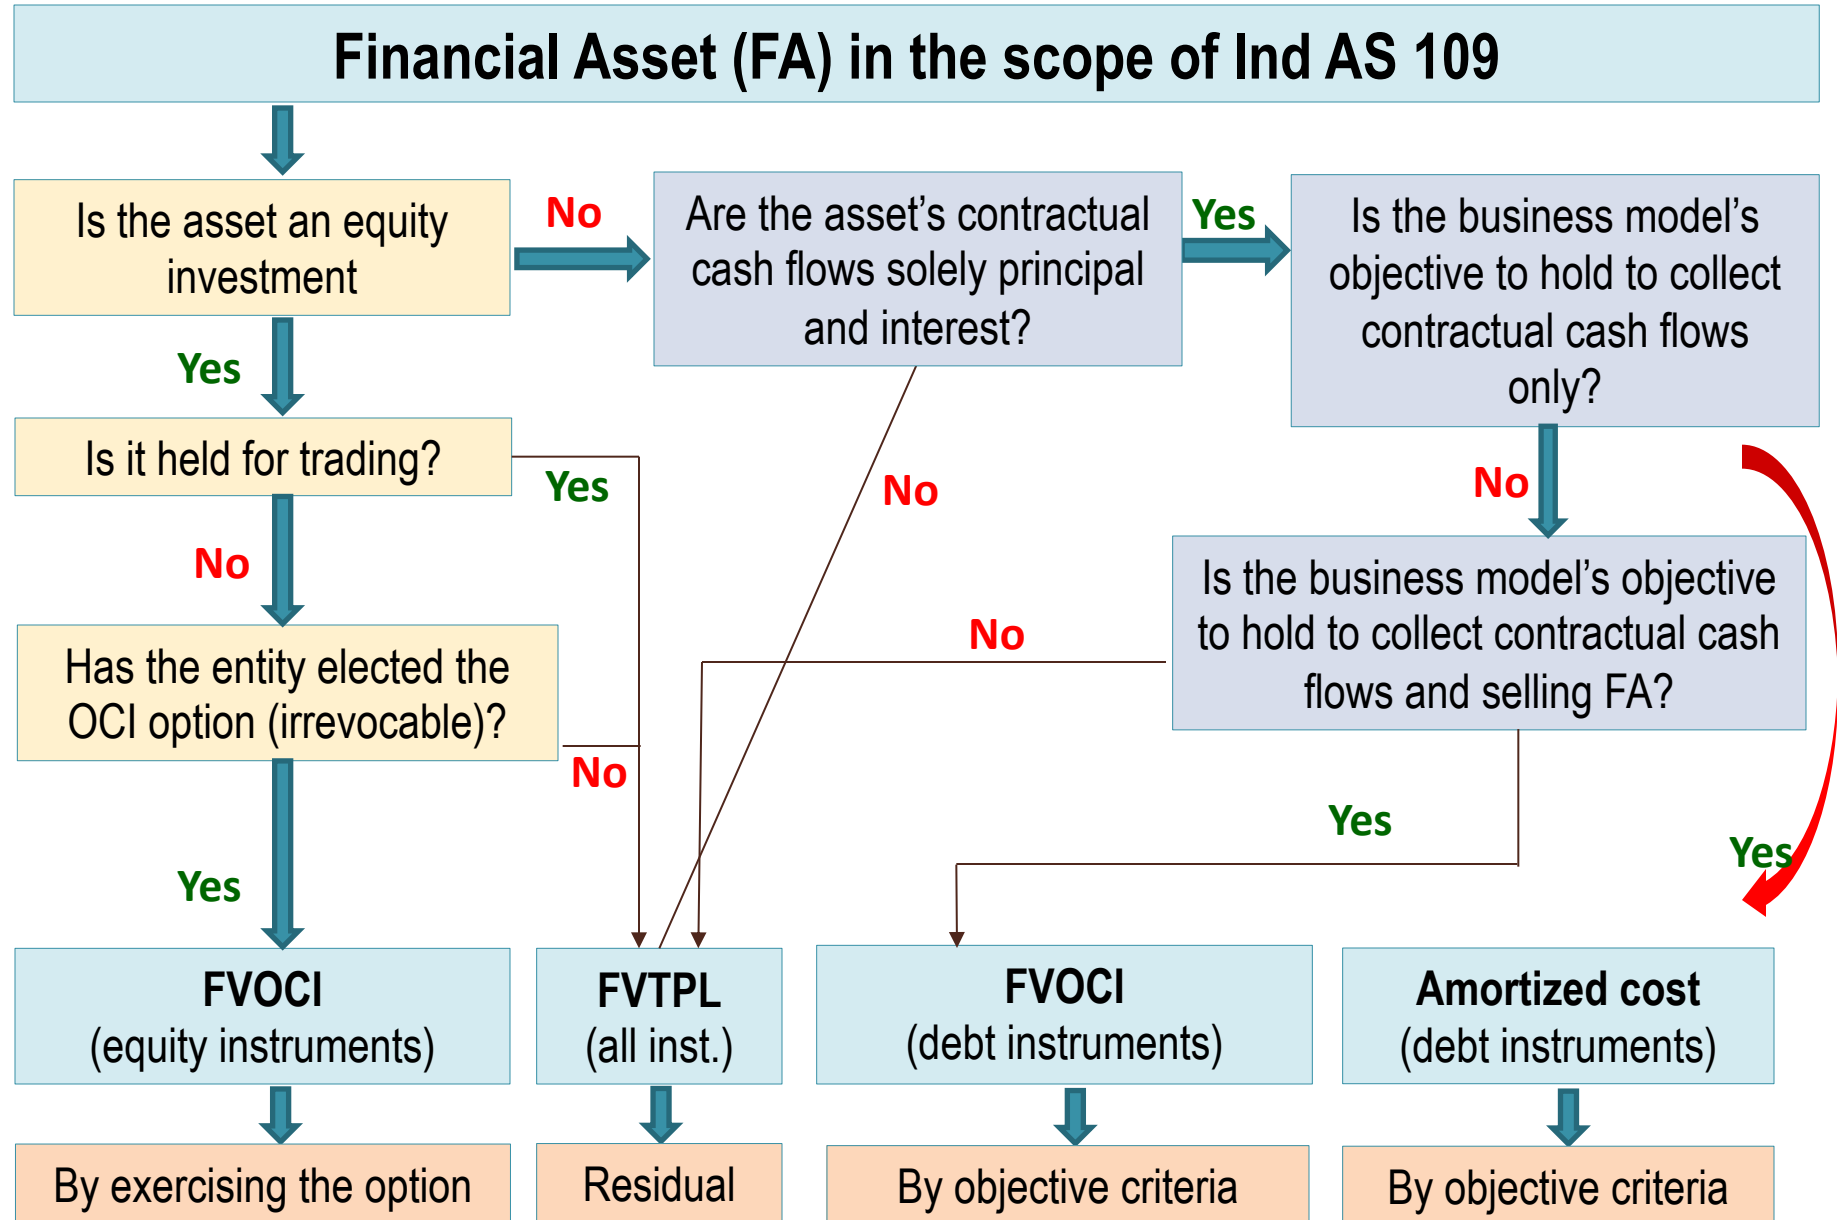 Financial Asset (FA) in the scope of Ind AS 109
Is the asset an equity
investment
No
Are the asset’s contractual
cash flows solely principal
and interest?
Yes
Is the business model’s
objective to hold to collect
contractual cash flows
only?
Yes
Is it held for trading?
Yes
No
No
No
Is the business model’s objective
to hold to collect contractual cash
flows and selling FA?
No
Has the entity elected the
OCI option (irrevocable)?
No
Yes
Yes
Yes
FVOCI
(equity instruments)
FVTPL
(all inst.)
FVOCI
(debt instruments)
Amortized cost
(debt instruments)
By exercising the option
Residual
By objective criteria
By objective criteria